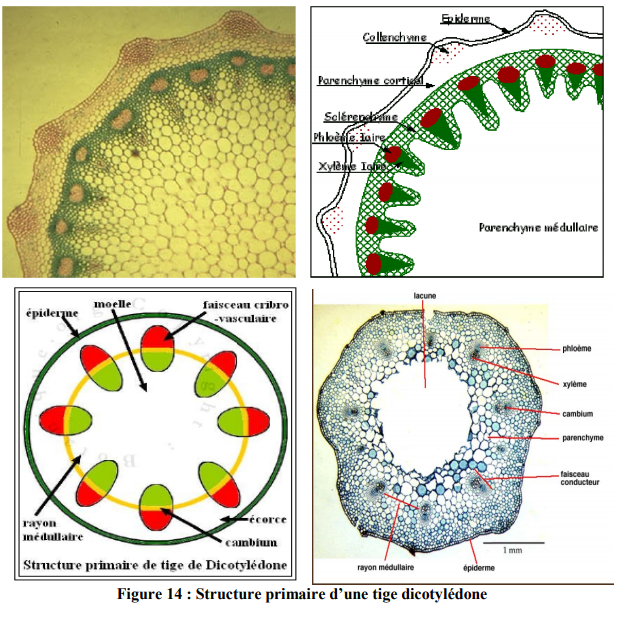 Epiderme
Collenchyme
Parenchyme cortical
Sclérenchyme
Phloème Iaire
Xylème Iaire
Parenchyme médullaire
moelle
faisceau cribro
-vasculaire
épiderme
rayon
médullaire
écorce
cambium
Structure primaire de tige de Dicotylédone
lacune
phloème
xylème
cambium
parenchyme
faisceau
conducteur
rayon médullaire
épiderme
1 mm
Figure 14 : Structure primaire d'une tige dicotylédone